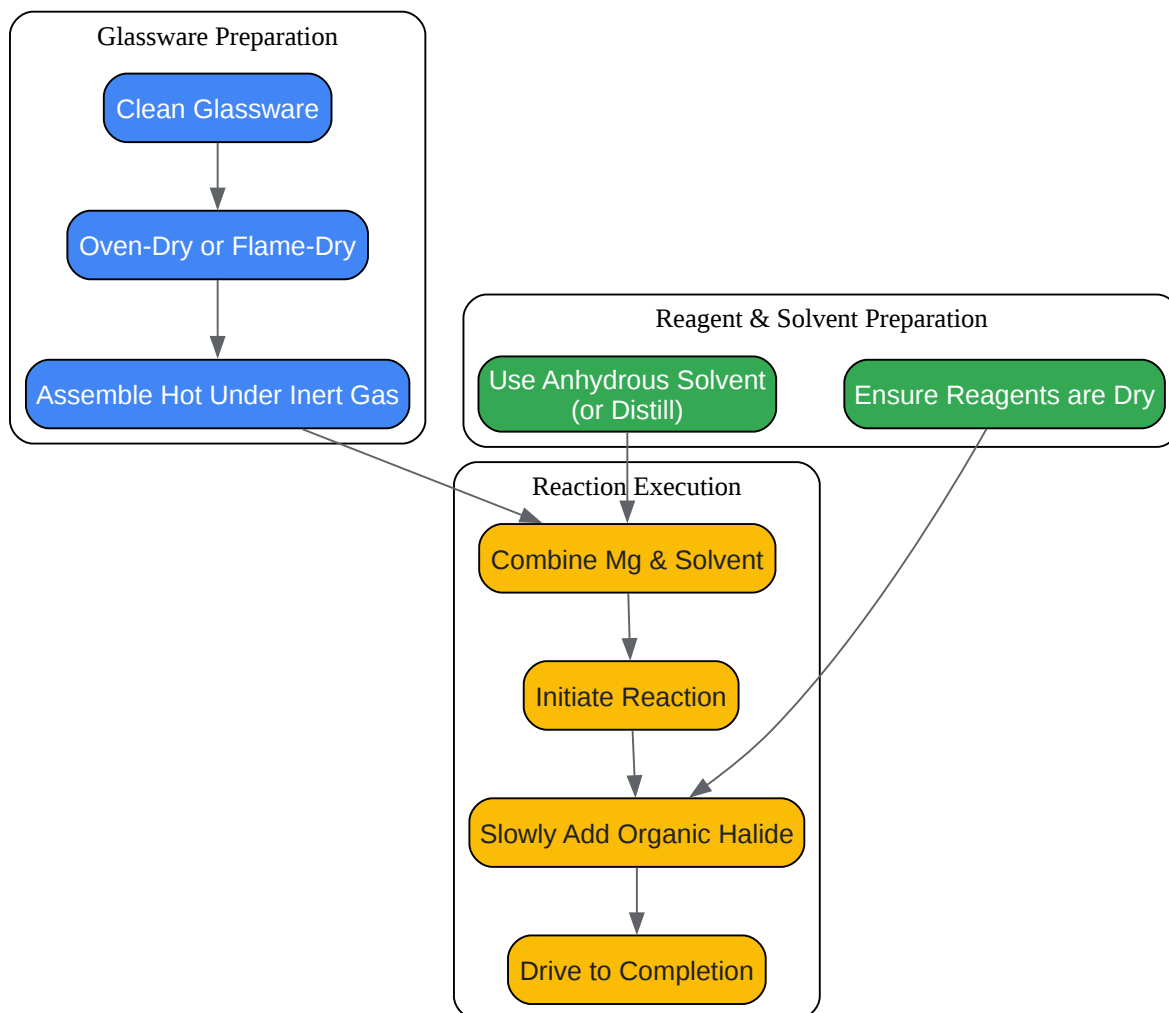 Glassware Preparation
Clean Glassware
Oven-Dry or Flame-Dry
Assemble Hot Under Inert Gas
Reagent & Solvent Preparation
Use Anhydrous Solvent
(or Distill)
Ensure Reagents are Dry
Reaction Execution
Combine Mg & Solvent
Initiate Reaction
Slowly Add Organic Halide
Drive to Completion